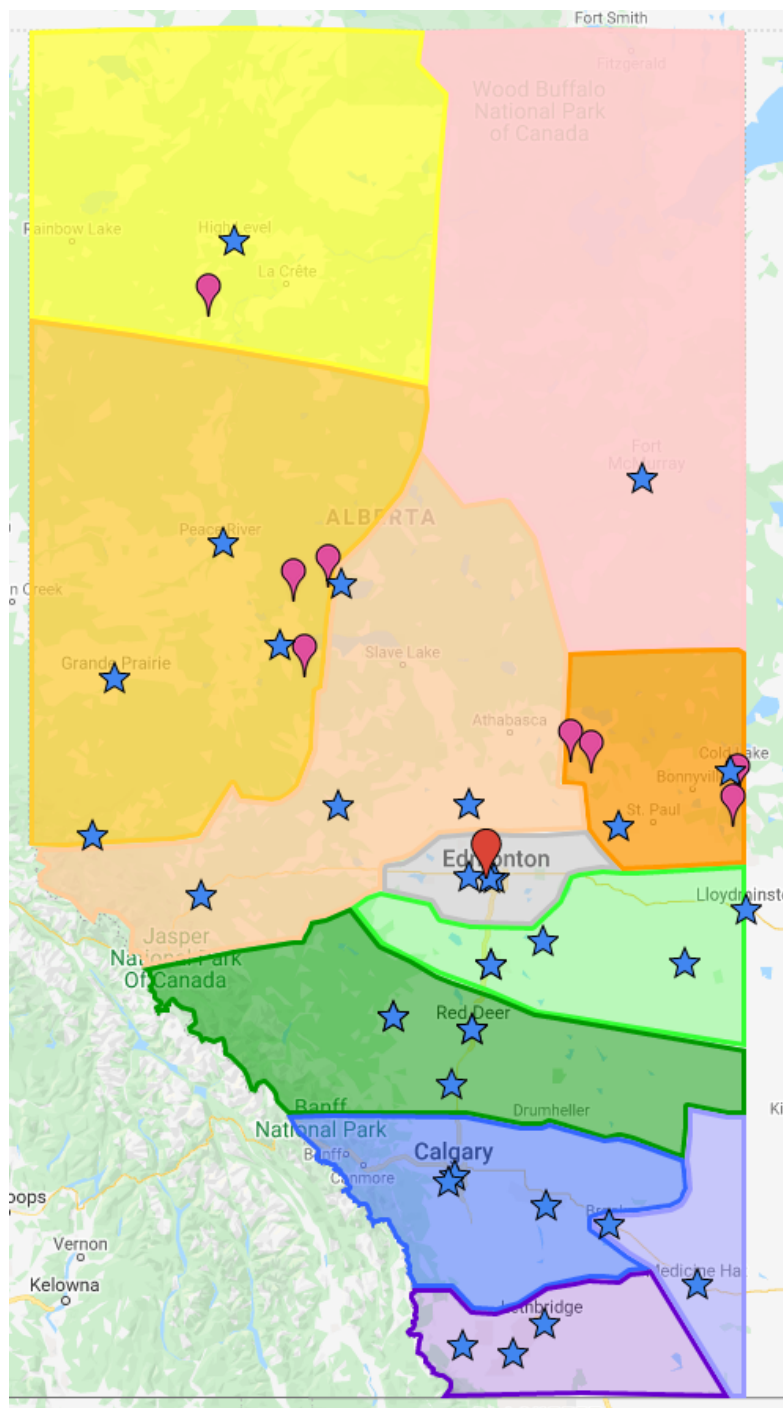 Fort Smith
Fitzgerald
Wood Buffalo
National Park
of Canada
Rainbow Lake
High Level
La Crête
Fort
McMurray
ALBERTA
Peace River
n Creek
Slave Lake
Grande Prairie
Athabasca
Cold Lake
Bonnyville
St. Paul
Edmonton
Lloydminste
Jasper
National Park
Of Canada
Red Deer
Banff
National Park
Drumheller
Ki
Calgary
Banff
Canmore
oops
Vernon
Medicine Ha
Kelowna
Lethbridge